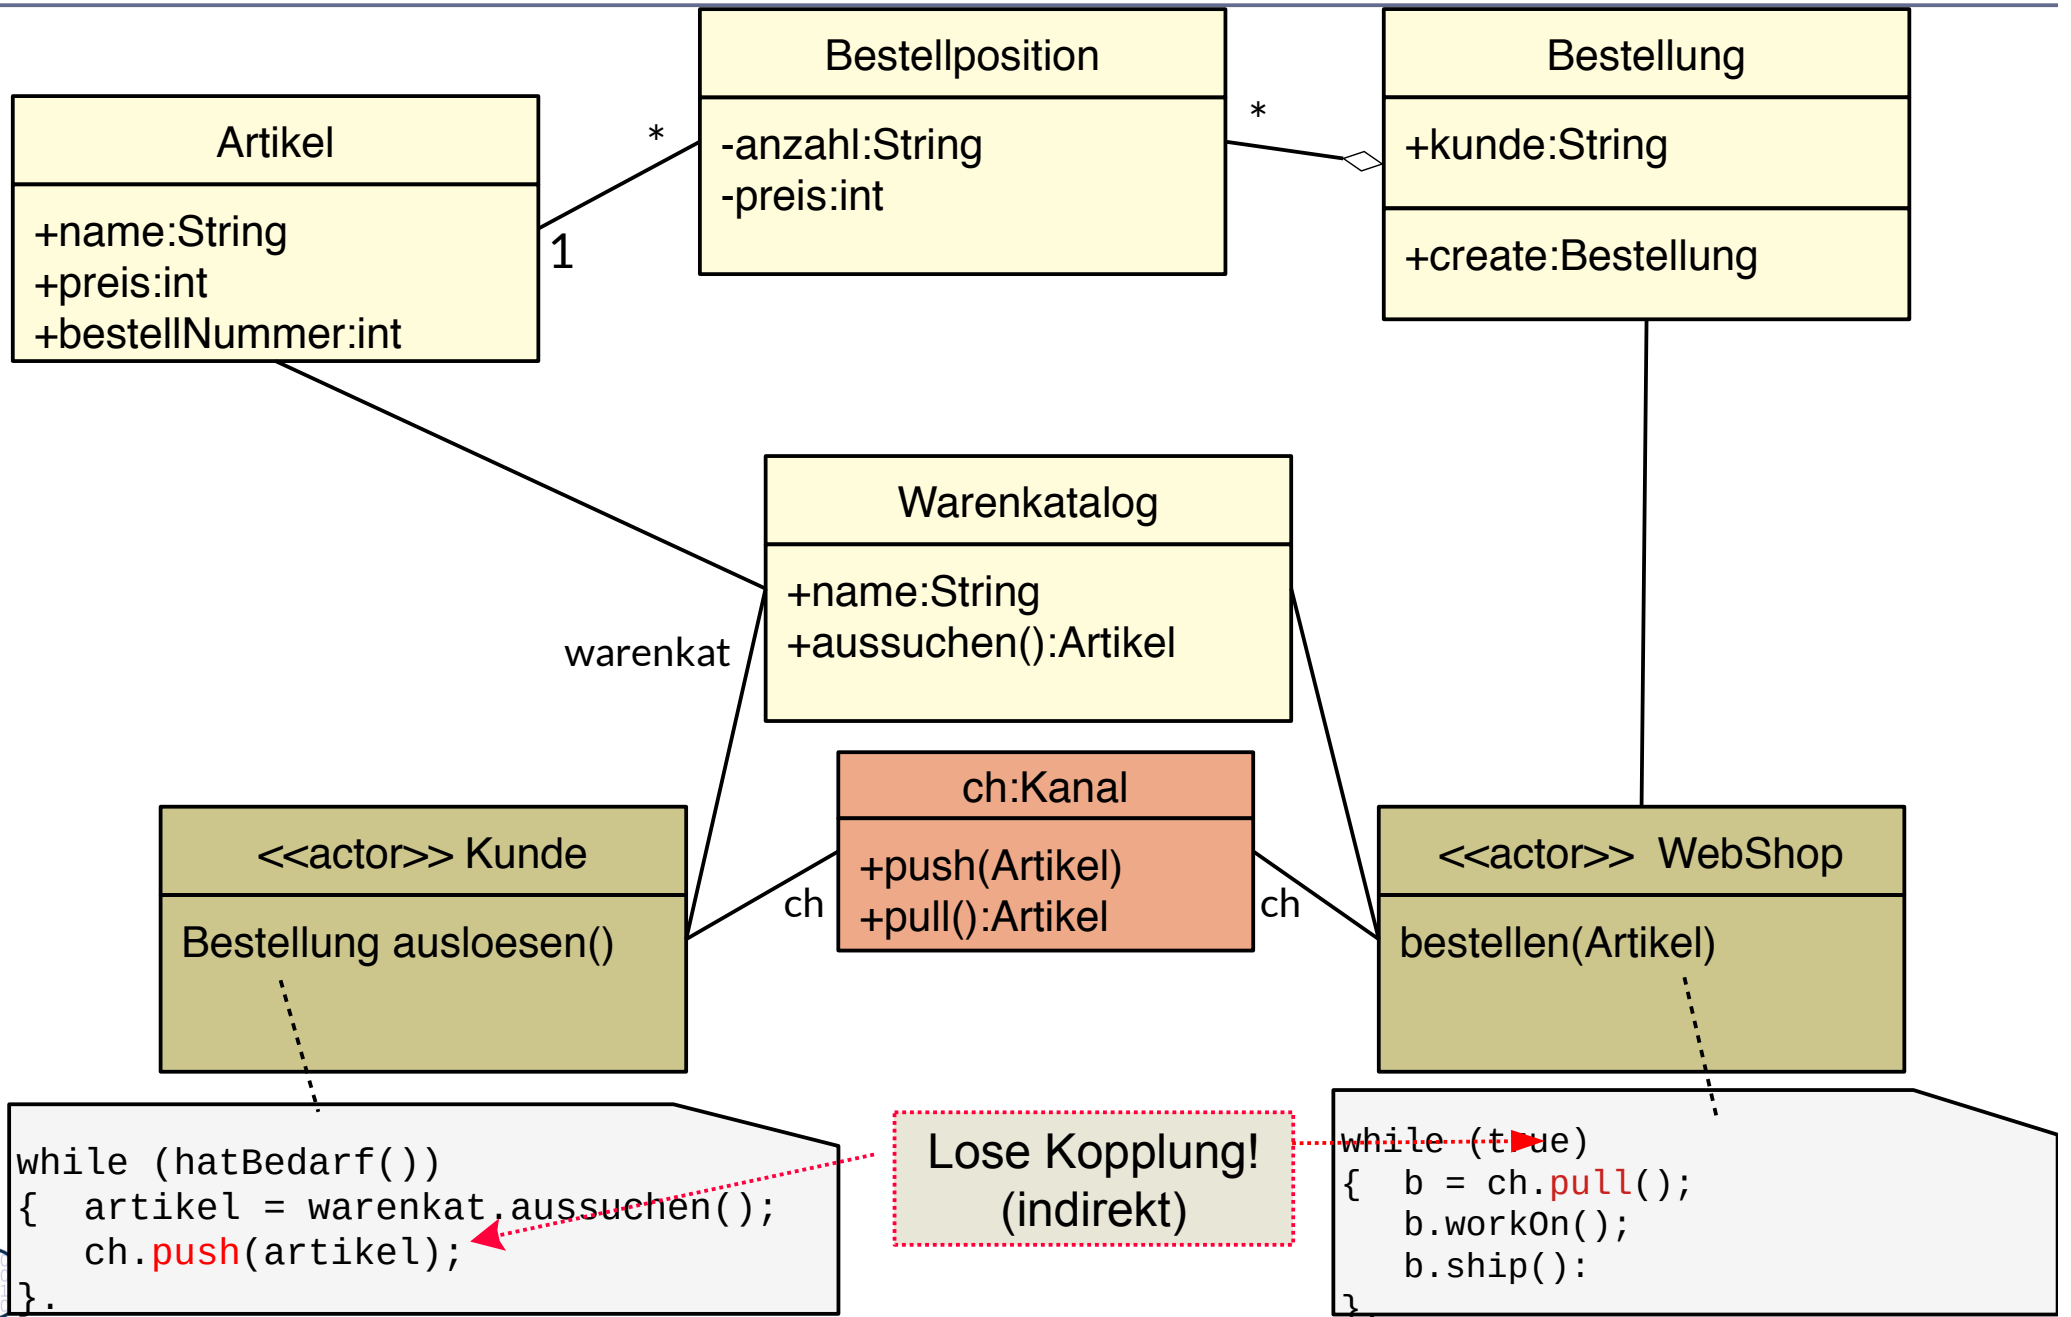 Bestellposition
-anzahl:String
-preis:int
*
*
Bestellung
+kunde:String
+create:Bestellung
Artikel
+name:String
+preis:int
+bestellNummer:int
1
Warenkatalog
+name:String
+aussuchen():Artikel
warenkat
ch:Kanal
+push(Artikel)
+pull():Artikel
ch
ch
<<actor>> Kunde
Bestellung ausloesen()
<<actor>> WebShop
bestellen(Artikel)
while (hatBedarf())
{ artikel = warenkat.aussuchen();
ch.push(artikel);
}.
Lose Kopplung!
(indirekt)
while (true)
{ b = ch.pull();
b.workOn();
b.ship():
}